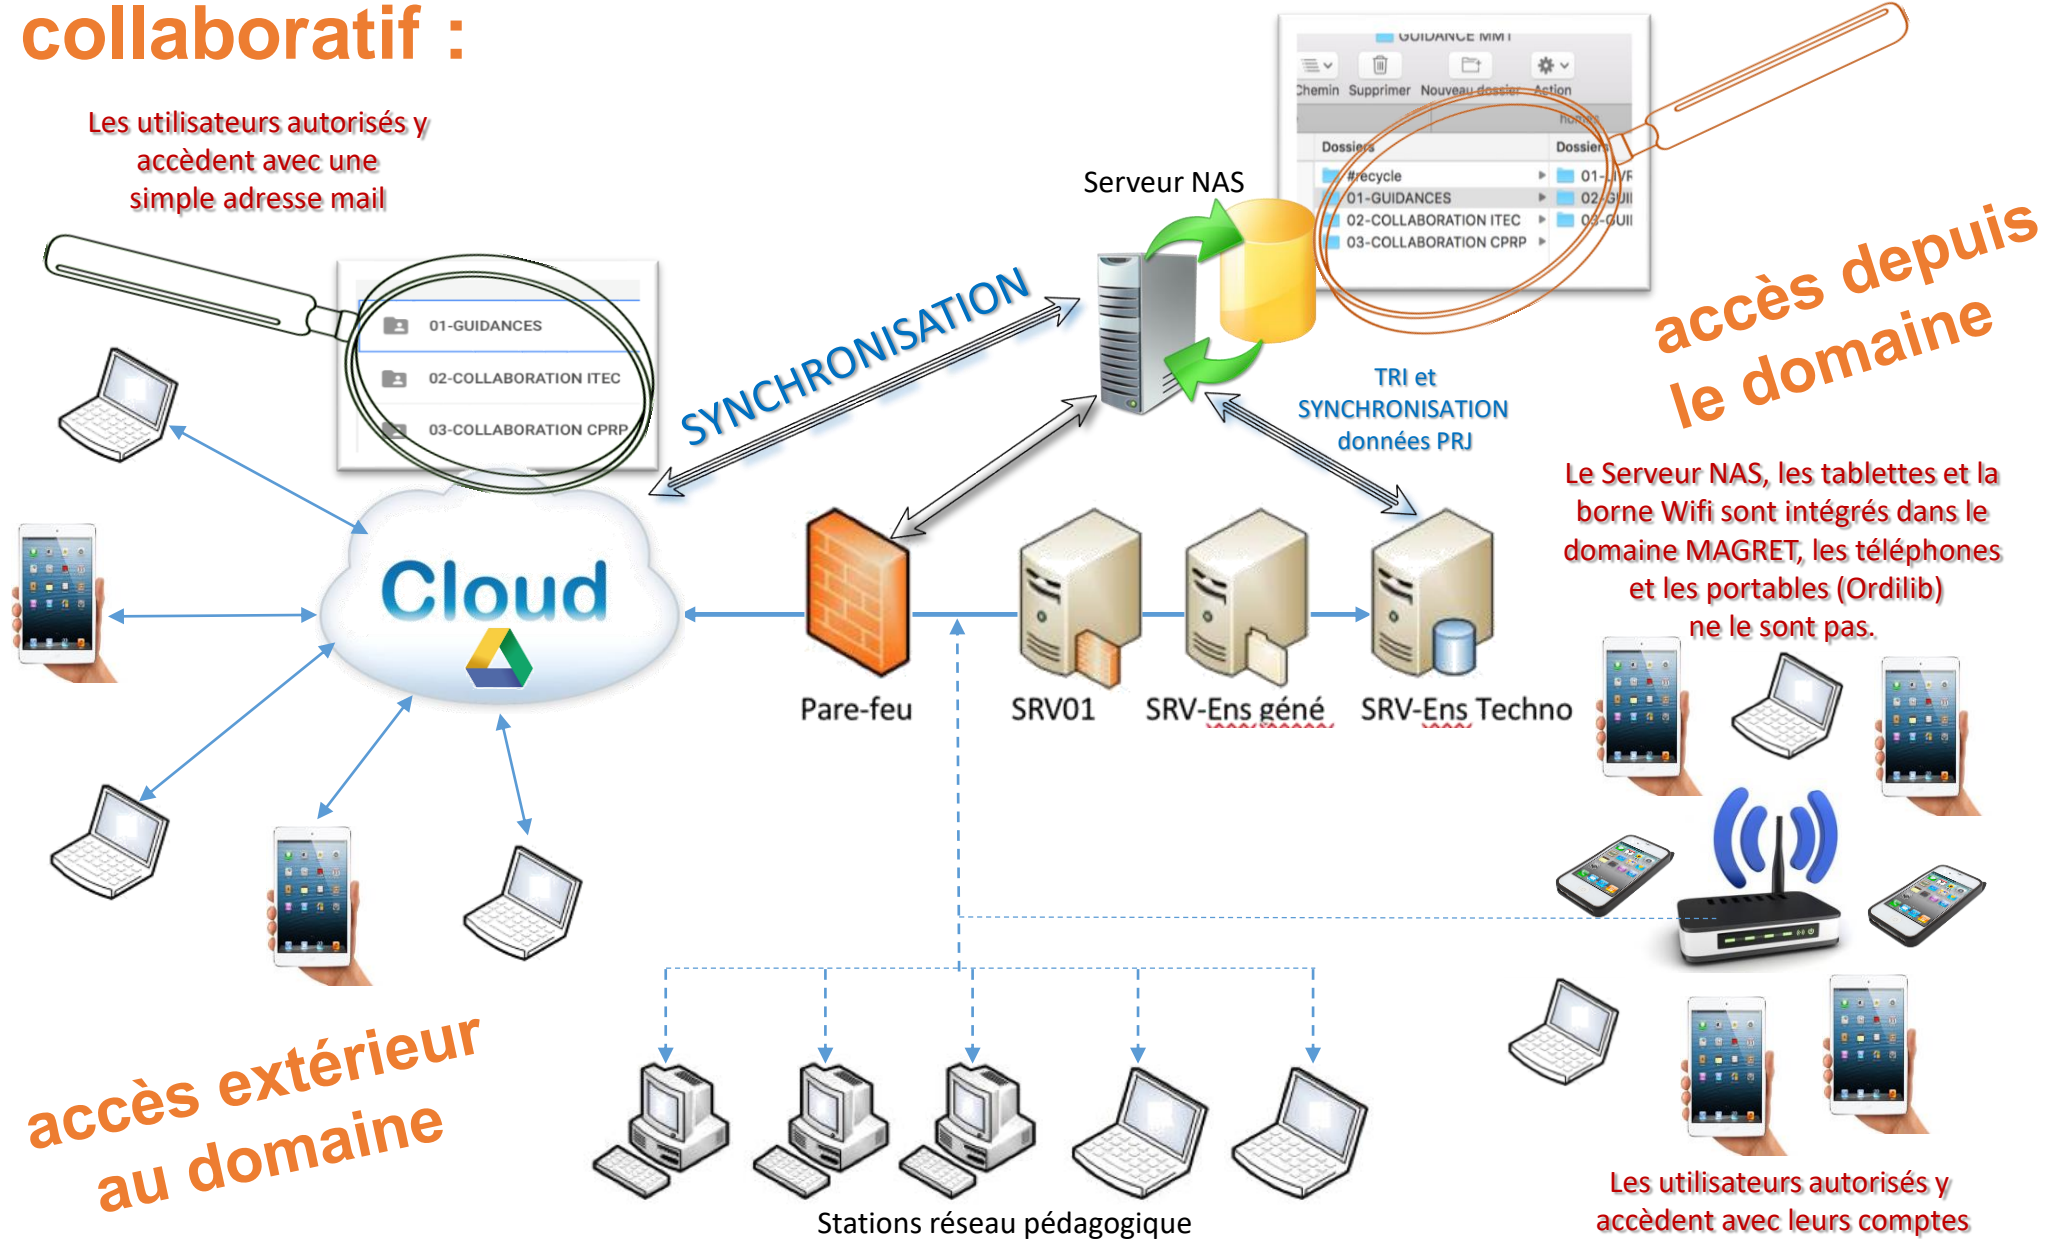 collaboratif :
Les utilisateurs autorisés y
accèdent avec une
simple adresse mail
01-GUIDANCES
02-COLLABORATION ITEC
03-COLLABORATION CPRP
SYNCHRONISATION
Cloud
Serveur NAS
GUIDANCE MMT
Chemin Supprimer Nouveau dossier Action
homes
Dossiers Dossiers
#recycle
01-GUIDANCES
02-COLLABORATION ITEC
03-COLLABORATION CPRP
TRI et
SYNCHRONISATION
données PRJ
accès depuis
le domaine
Le Serveur NAS, les tablettes et la
borne Wifi sont intégrés dans le
domaine MAGRET, les téléphones
et les portables (Ordilib)
ne le sont pas.
Pare-feu
SRV01
SRV-Ens géné
SRV-Ens Techno
accès extérieur
au domaine
Stations réseau pédagogique
Les utilisateurs autorisés y
accèdent avec leurs comptes